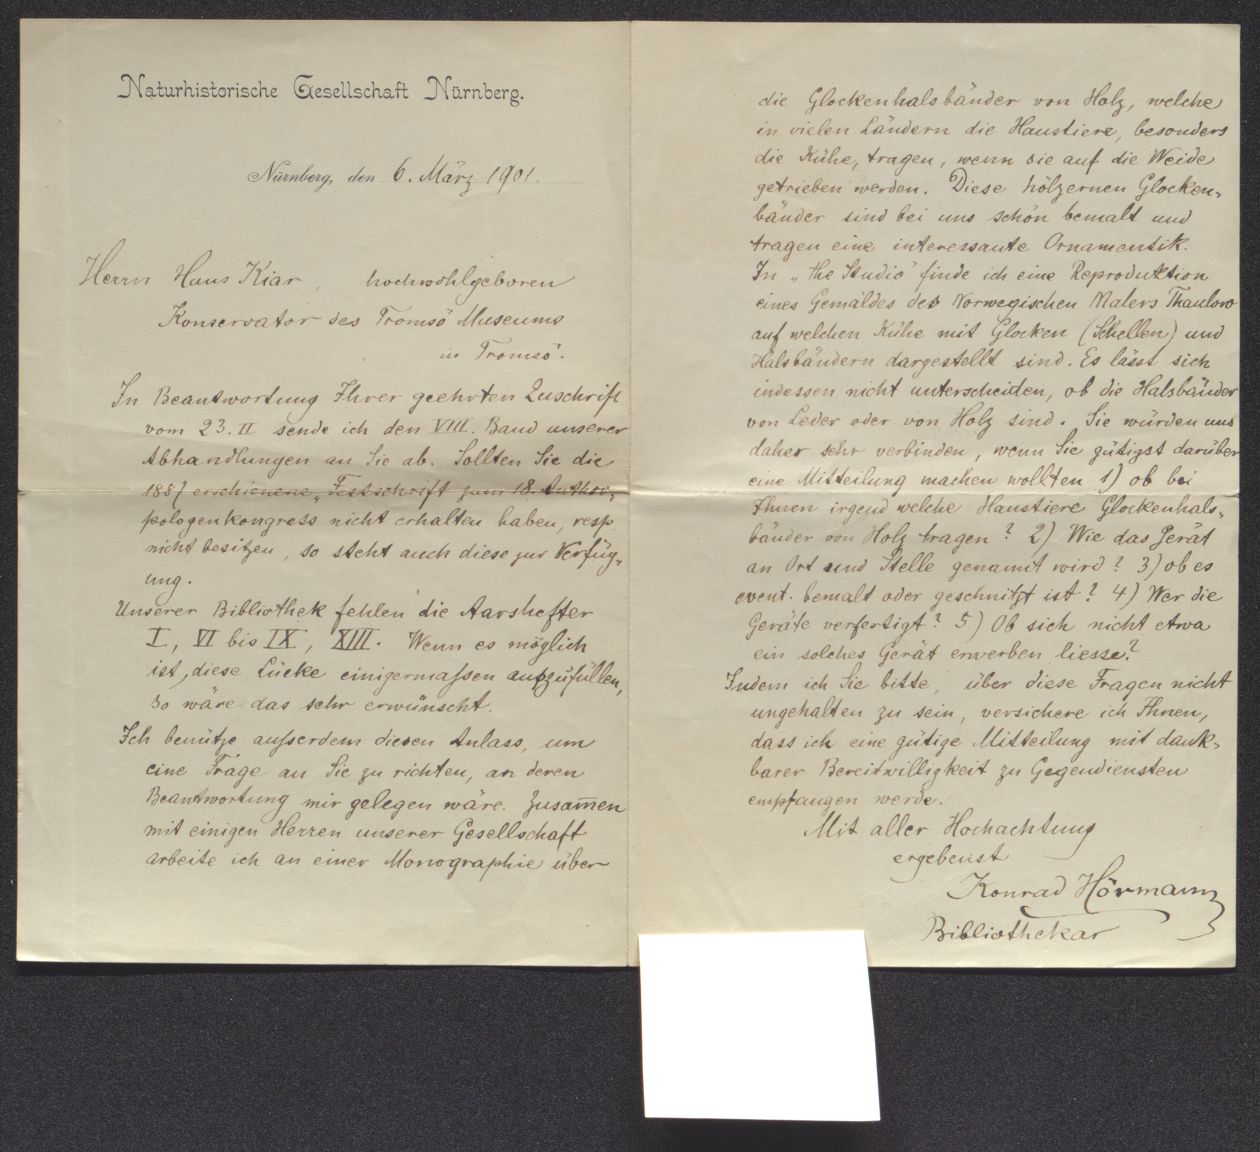 Naturhistorische Gesellschaft Nürnberg.
Nürnberg, den 6. März 1901.
Herrn Hans Kiar, hochwohlgeboren
Konservator des Tromsö Museums
in Tromsö.
In Beantwortung Ihrer geehrten Zuschrift
vom 23. II sende ich den VIII. Band unserer
Abhandlungen an Sie ab. Sollten Sie die
1887 erschienene „Festschrift zum 18. Anthro-
pologenkongress nicht erhalten haben, resp.
nicht besitzen, so steht auch diese zur Verfüg-
ung.
Unserer Bibliothek fehlen die Aarshefter
I, VI bis IX, XIII. Wenn es möglich
ist, diese Lücke einigermassen auszufüllen,
so wäre das sehr erwünscht.
Ich benütze ausserdem diesen Anlass, um
eine Frage an Sie zu richten, an deren
Beantwortung mir gelegen wäre. Zusam̅en
mit einigen Herren unserer Gesellschaft
arbeite ich an einer Monographie über
die Glockenhalsbänder von Holz, welche
in vielen Ländern die Haustiere, besonders
die Kühe, tragen, wenn sie auf die Weide
getrieben werden. Diese hölzernen Glocken-
bänder sind bei uns schön bemalt und
tragen eine interessante Ornamentik.
In „the Studio" finde ich eine Reproduktion
eines Gemäldes des Norwegischen Malers Thaulow
auf welchen Kühe mit Glocken (Schellen) und
Halsbändern dargestellt sind. Es lässt sich
indessen nicht unterscheiden, ob die Halsbänder
von Leder oder von Holz sind. Sie würden uns
daher sehr verbinden, wenn Sie gütigst darüber
eine Mitteilung machen wollten 1) ob bei
Ihnen irgend welche Haustiere Glockenhals-
bänder von Holz tragen? 2) Wie das Gerät
an Ort und Stelle genannt wird? 3) ob es
event. bemalt oder geschnitzt ist? 4) Wer die
Geräte verfertigt? 5) Ob sich nicht etwa
ein solches Gerät erwerben liesse?
Indem ich Sie bitte, über diese Fragen nicht
ungehalten zu sein, versichere ich Ihnen,
dass ich eine gütige Mitteilung mit dank-
barer Bereitwilligkeit zu Gegendiensten
empfangen werde.
Mit aller Hochachtung
ergebenst
Konrad Hörmann
Bibliothekar